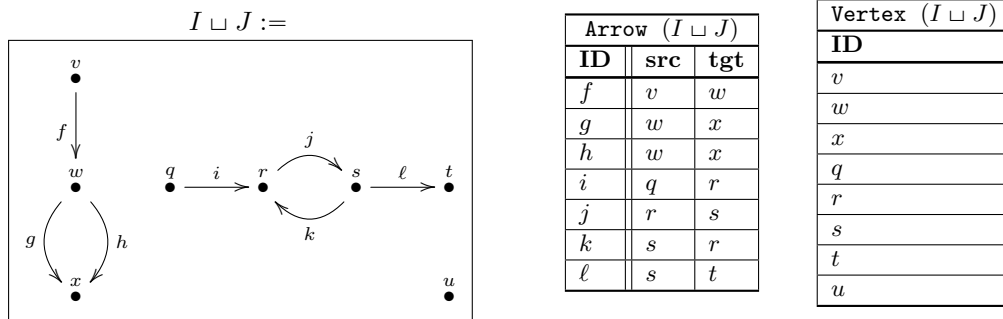 I ⊔ J :=
v
f
w
g
h
x
q
i
r
j
k
s
ℓ
t
u
Arrow (I ⊔ J)
ID src tgt
f v w
g w x
h w x
i q r
j r s
k s r
ℓ s t
Vertex (I ⊔ J)
ID
v
w
x
q
r
s
t
u